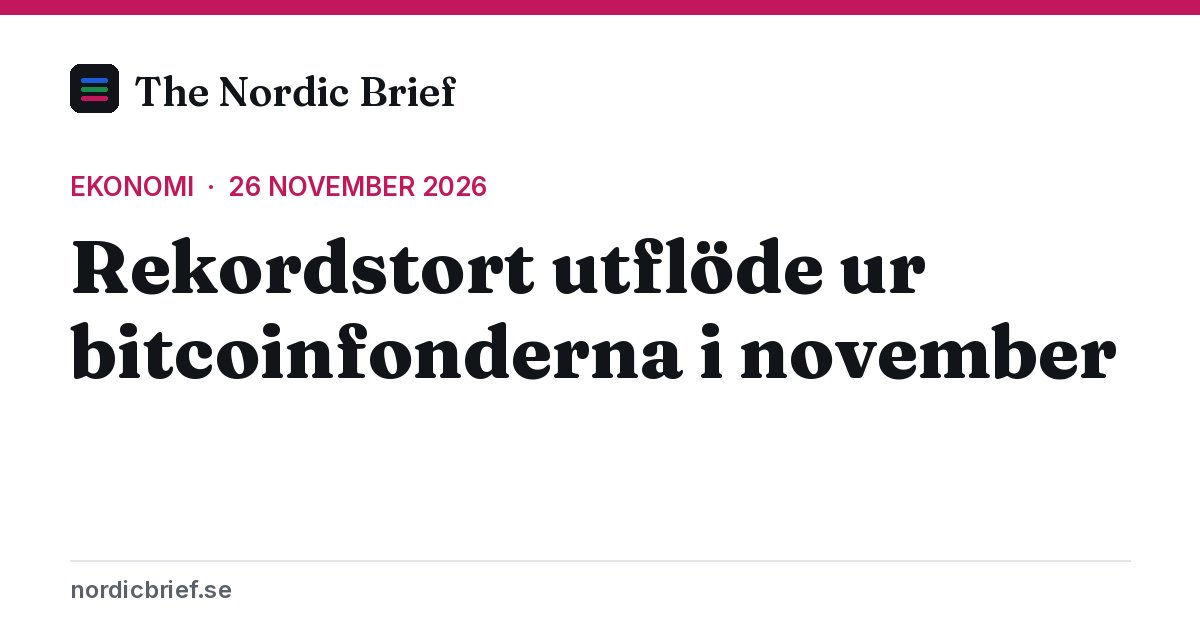 The Nordic Brief
EKONOMI · 26 NOVEMBER 2026
Rekordstort utflöde ur
bitcoinfonderna i november
nordicbrief.se